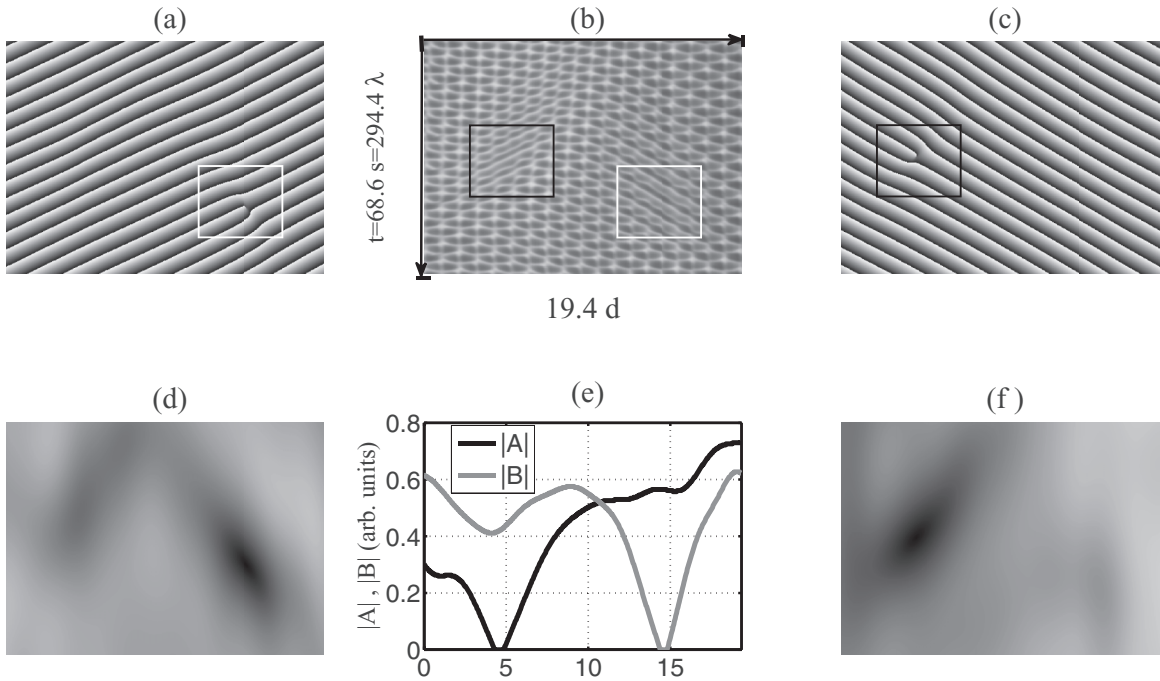 (a)
(b)
(c)
t=68.6 s=294.4 λ
19.4 d
(d)
(e)
(f )
|A| , |B| (arb. units)
0.8
0.6
0.4
0.2
0
|A|
|B|
0 5 10 15